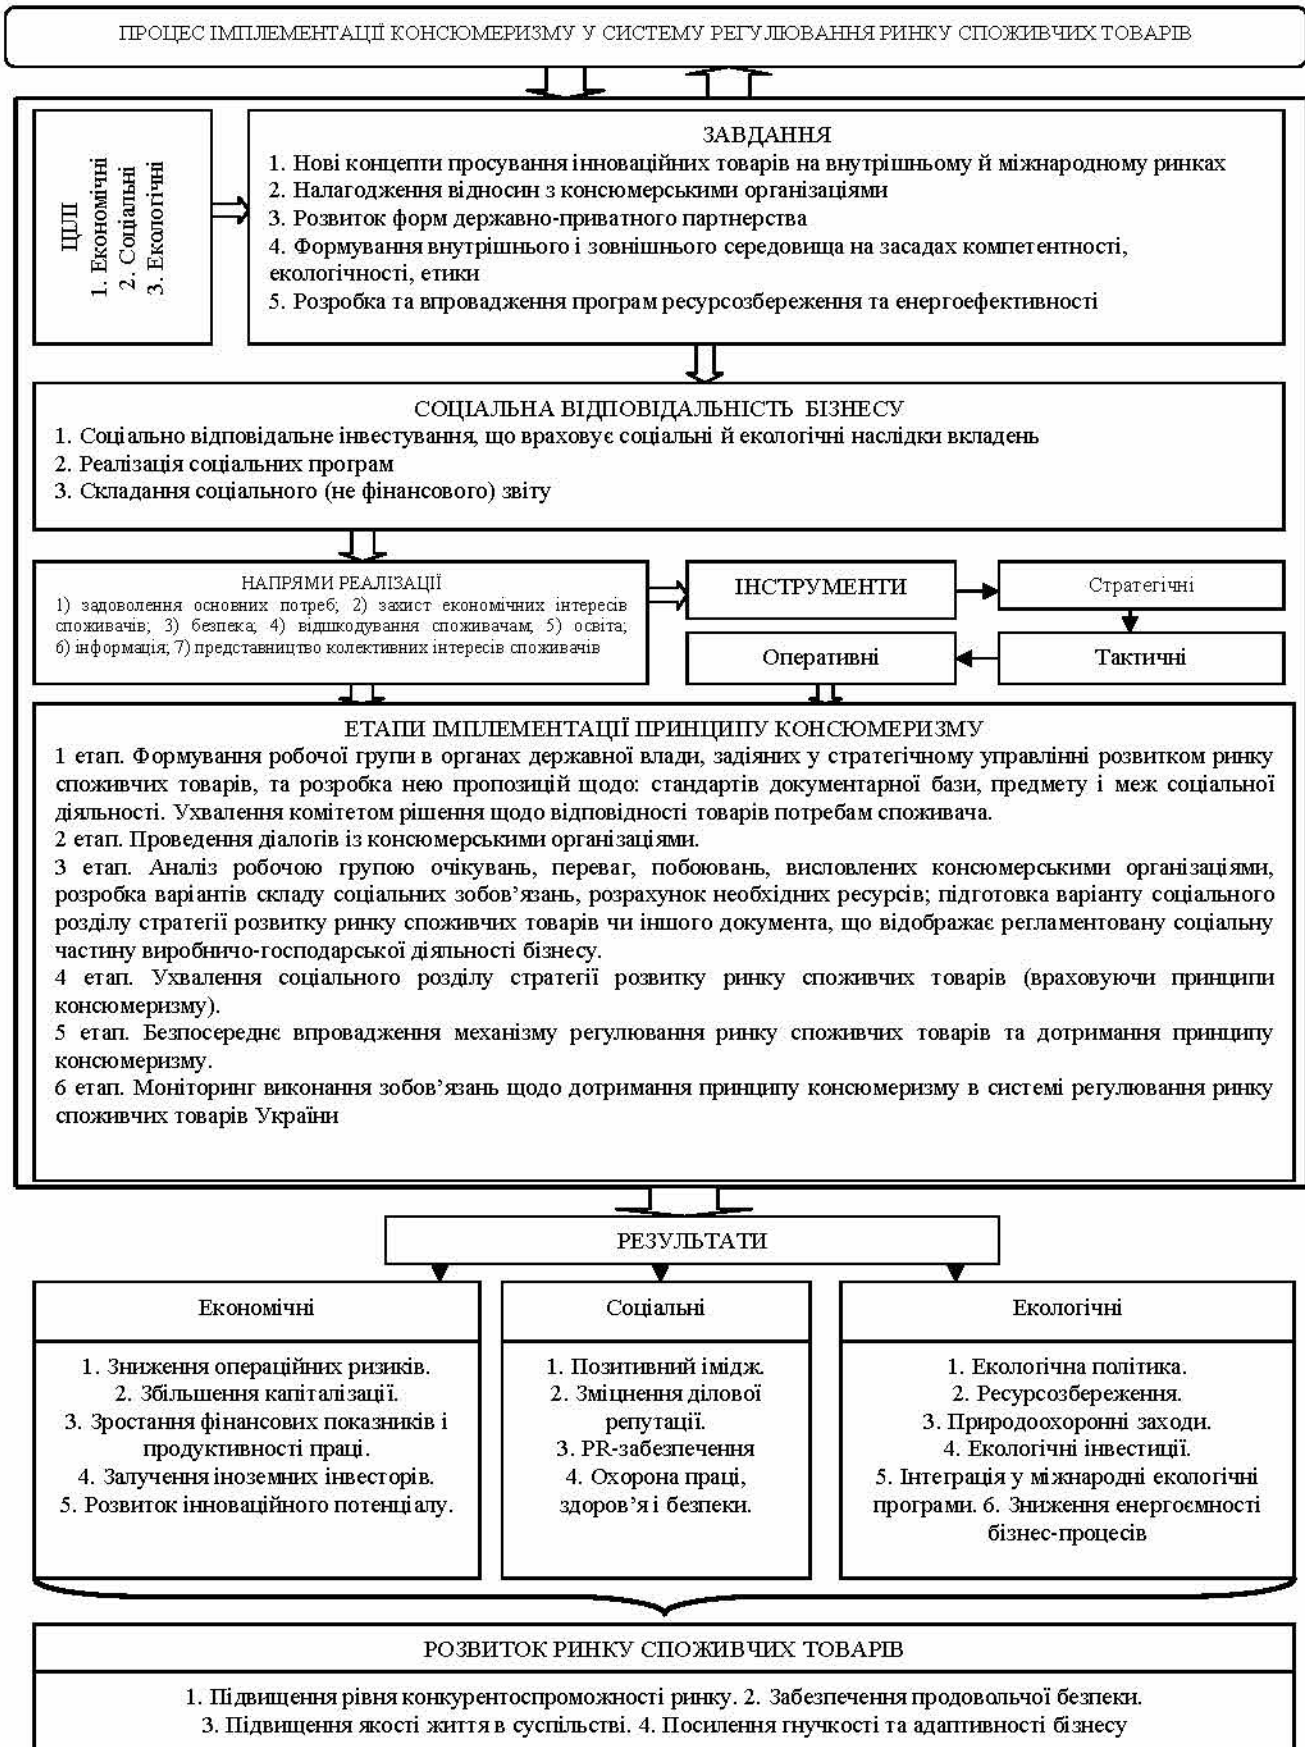 ПРОЦЕС ІМПЛЕМЕНТАЦІЇ КОНСЮМЕРИЗМУ У СИСТЕМУ РЕГУЛЮВАННЯ РИНКУ СПОЖИВЧИХ ТОВАРІВ
ЦІЛІ
1. Економічні
2. Соціальні
3. Екологічні
ЗАВДАННЯ
1. Нові концепти просування інноваційних товарів на внутрішньому й міжнародному ринках
2. Налагодження відносин з консюмерськими організаціями
3. Розвиток форм державно-приватного партнерства
4. Формування внутрішнього і зовнішнього середовища на засадах компетентності,
екологічності, етики
5. Розробка та впровадження програм ресурсозбереження та енергоефективності
СОЦІАЛЬНА ВІДПОВІДАЛЬНІСТЬ БІЗНЕСУ
1. Соціально відповідальне інвестування, що враховує соціальні й екологічні наслідки вкладень
2. Реалізація соціальних програм
3. Складання соціального (не фінансового) звіту
НАПРЯМИ РЕАЛІЗАЦІЇ
1) задоволення основних потреб; 2) захист економічних інтересів
споживачів; 3) безпека; 4) відшкодування споживачам; 5) освіта;
6) інформація; 7) представництво колективних інтересів споживачів
ІНСТРУМЕНТИ
Стратегічні
Оперативні
Тактичні
ЕТАПИ ІМПЛЕМЕНТАЦІЇ ПРИНЦИПУ КОНСЮМЕРИЗМУ
1 етап. Формування робочої групи в органах державної влади, задіяних у стратегічному управлінні розвитком ринку
споживчих товарів, та розробка нею пропозицій щодо: стандартів документарної бази, предмету і меж соціальної
діяльності. Ухвалення комітетом рішення щодо відповідності товарів потребам споживача.
2 етап. Проведення діалогів із консюмерськими організаціями.
3 етап. Аналіз робочою групою очікувань, переваг, побоювань, висловлених консюмерськими організаціями,
розробка варіантів складу соціальних зобов’язань, розрахунок необхідних ресурсів; підготовка варіанту соціального
розділу стратегії розвитку ринку споживчих товарів чи іншого документа, що відображає регламентовану соціальну
частину виробничо-господарської діяльності бізнесу.
4 етап. Ухвалення соціального розділу стратегії розвитку ринку споживчих товарів (враховуючи принципи
консюмеризму).
5 етап. Безпосереднє впровадження механізму регулювання ринку споживчих товарів та дотримання принципу
консюмеризму.
6 етап. Моніторинг виконання зобов’язань щодо дотримання принципу консюмеризму в системі регулювання ринку
споживчих товарів України
РЕЗУЛЬТАТИ
Економічні
1. Зниження операційних ризиків.
2. Збільшення капіталізації.
3. Зростання фінансових показників і
продуктивності праці.
4. Залучення іноземних інвесторів.
5. Розвиток інноваційного потенціалу.
Соціальні
1. Позитивний імідж.
2. Зміцнення ділової
репутації.
3. PR-забезпечення
4. Охорона праці,
здоров’я і безпеки.
Екологічні
1. Екологічна політика.
2. Ресурсозбереження.
3. Природоохоронні заходи.
4. Екологічні інвестиції.
5. Інтеграція у міжнародні екологічні
програми. 6. Зниження енергоємності
бізнес-процесів
РОЗВИТОК РИНКУ СПОЖИВЧИХ ТОВАРІВ
1. Підвищення рівня конкурентоспроможності ринку. 2. Забезпечення продовольчої безпеки.
3. Підвищення якості життя в суспільстві. 4. Посилення гнучкості та адаптивності бізнесу